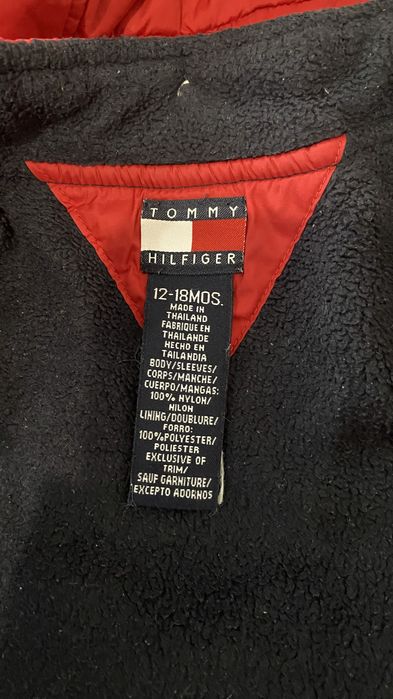 TOMMY
HILFIGER
12-18MOS.
MADE IN
THAILAND
FABRIQUE EN
THAILANDE
HECHO EN
TAILANDIA
BODY/SLEEVES/
CORPS/MANCHE/
CUERPO/MANGAS:
100% NYLON/
NILON
LINING/DOUBLURE/
FORRO:
100%POLYESTER/
POLIESTER
EXCLUSIVE OF
TRIM/
SAUF GARNITURE/
EXCEPTO ADORNOS